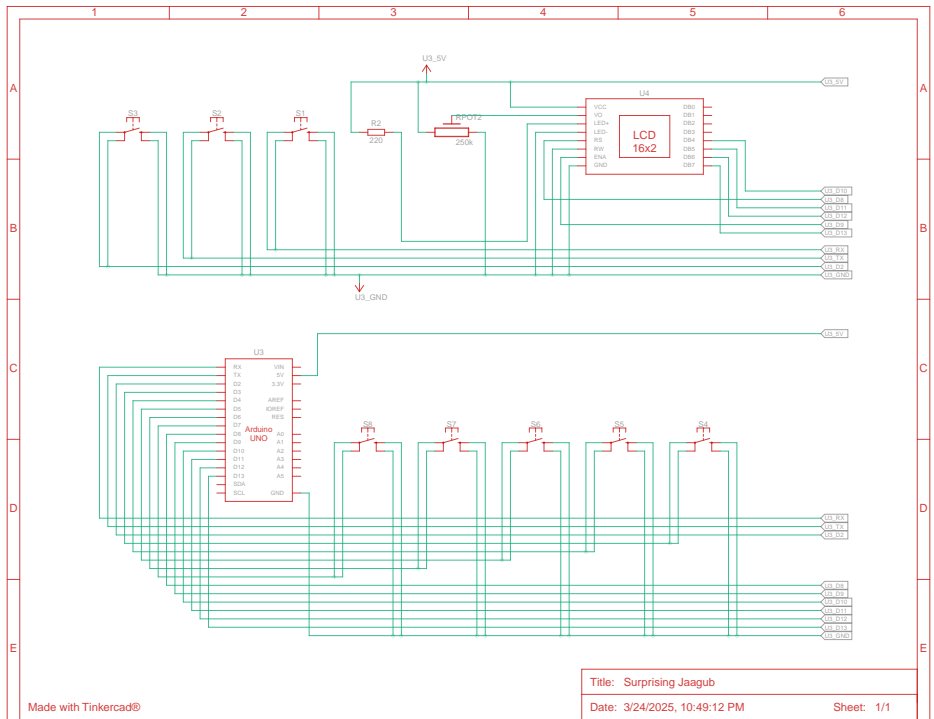 1 2 3 4 5 6
A A
B B
C C
D D
E E
U3_5V
U3_5V
S3 S2 S1
R2
220
RPOT2
250k
U4
LCD
16x2
VCC DB0
VO DB1
LED+ DB2
LED- DB3
RS DB4
RW DB5
ENA DB6
GND DB7
U3_D10
U3_D8
U3_D11
U3_D12
U3_D9
U3_D13
U3_RX
U3_TX
U3_D2
U3_GND
U3_GND
U3_5V
U3
Arduino
UNO
RX VIN
TX 5V
D2 3.3V
D3
D4 AREF
D5 IOREF
D6 RES
D7
D8 A0
D9 A1
D10 A2
D11 A3
D12 A4
D13 A5
SDA
SCL GND
S8 S7 S6 S5 S4
U3_RX
U3_TX
U3_D2
U3_D8
U3_D9
U3_D10
U3_D11
U3_D12
U3_D13
U3_GND
Title: Surprising Jaagub
Made with Tinkercad®
Date: 3/24/2025, 10:49:12 PM Sheet: 1/1